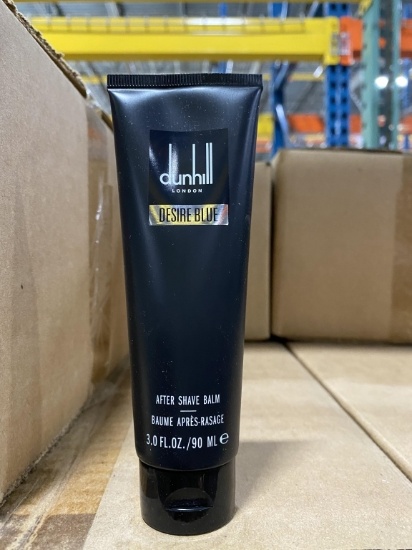 dunhill
LONDON
DESIRE BLUE
AFTER SHAVE BALM
BAUME APRÈS-RASAGE
3.0 FL.OZ./90 ML ℮